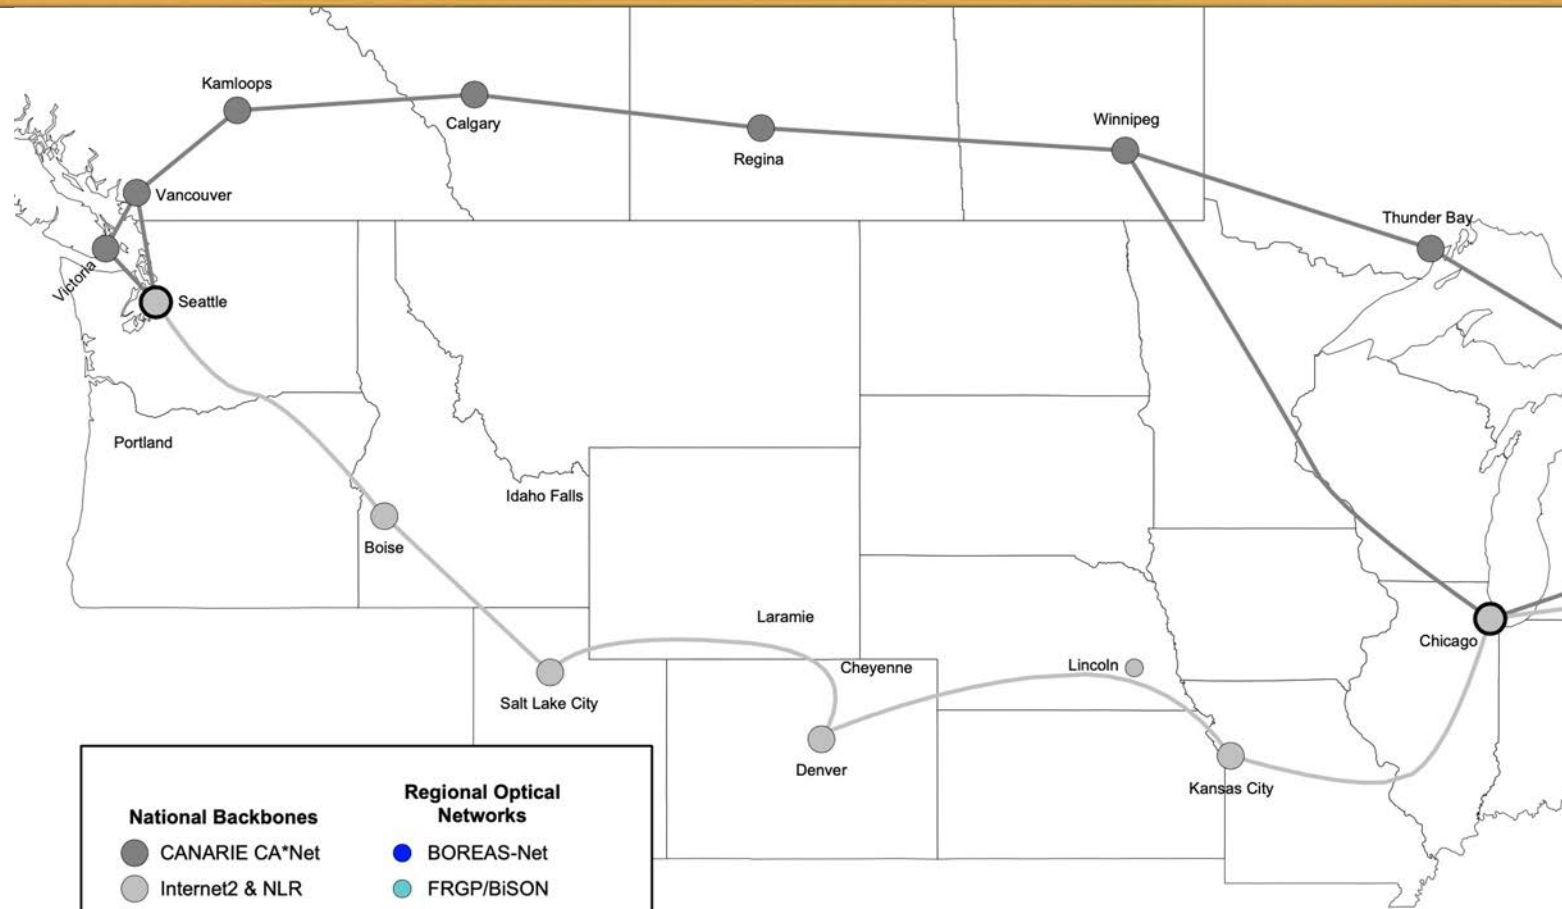 Kamloops
Calgary
Winnipeg
Regina
Vancouver
Thunder Bay
Victoria
Seattle
Portland
Idaho Falls
Boise
Laramie
Chicago
Cheyenne
Lincoln
Salt Lake City
Denver
Kansas City
National Backbones
CANARIE CA*Net
Internet2 & NLR
Regional Optical
Networks
BOREAS-Net
FRGP/BiSON